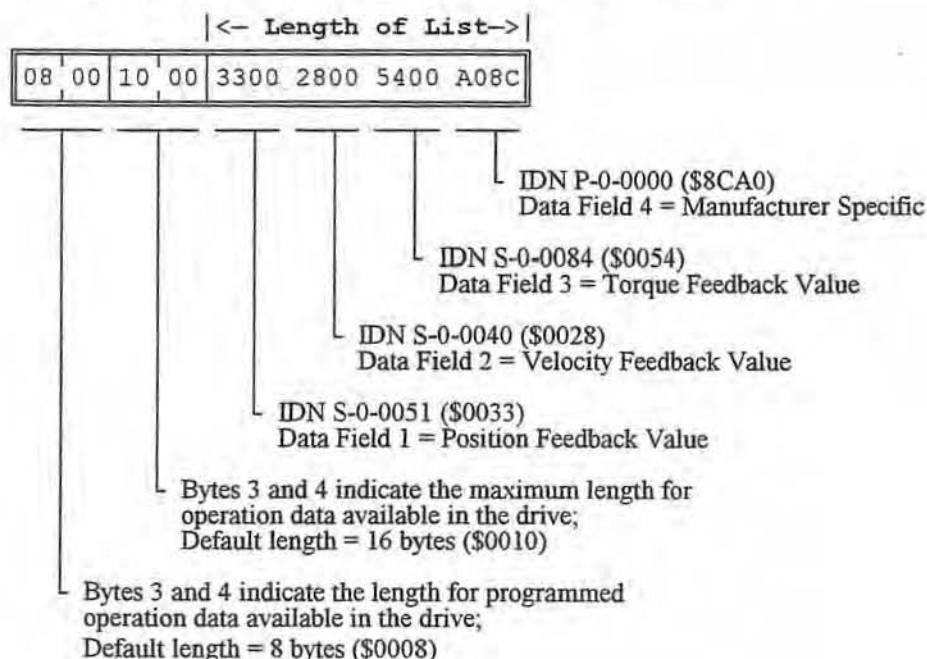 |<— Length of List—>|
08 00 10 00 3300 2800 5400 A08C
IDN P-0-0000 ($8CA0)
Data Field 4 = Manufacturer Specific
IDN S-0-0084 ($0054)
Data Field 3 = Torque Feedback Value
IDN S-0-0040 ($0028)
Data Field 2 = Velocity Feedback Value
IDN S-0-0051 ($0033)
Data Field 1 = Position Feedback Value
Bytes 3 and 4 indicate the maximum length for
operation data available in the drive;
Default length = 16 bytes ($0010)
Bytes 3 and 4 indicate the length for programmed
operation data available in the drive;
Default length = 8 bytes ($0008)